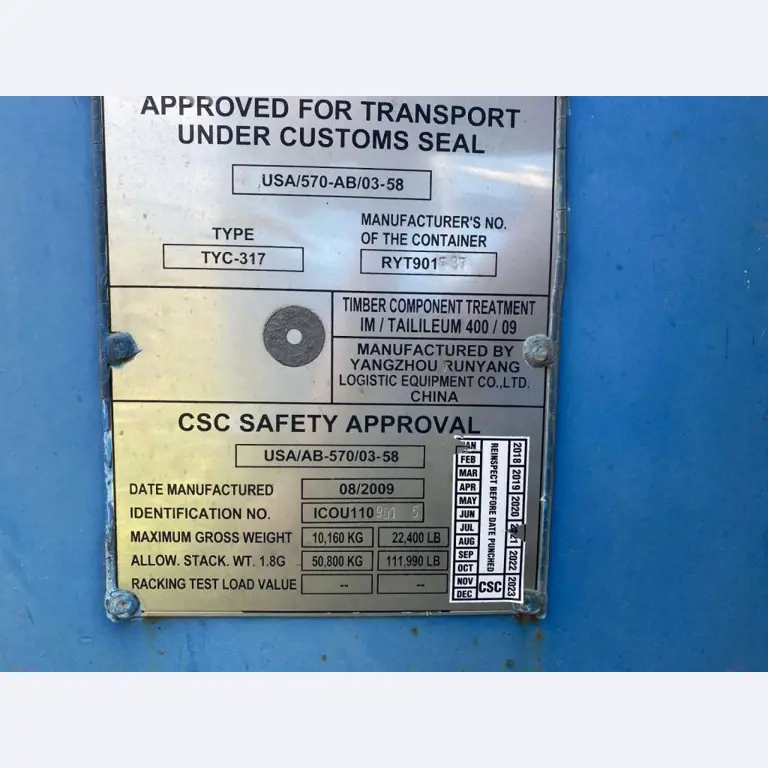 APPROVED FOR TRANSPORT
UNDER CUSTOMS SEAL
USA/570-AB/03-58
TYPE
TYC-317
MANUFACTURER'S NO.
OF THE CONTAINER
RYT901
TIMBER COMPONENT TREATMENT
IM / TAILILEUM 400 / 09
MANUFACTURED BY
YANGZHOU RUNYANG
LOGISTIC EQUIPMENT CO.,LTD.
CHINA
CSC SAFETY APPROVAL
USA/AB-570/03-58
DATE MANUFACTURED 08/2009
IDENTIFICATION NO. ICOU110901 5
MAXIMUM GROSS WEIGHT 10,160 KG 22,400 LB
ALLOW. STACK. WT. 1.8G 50,800 KG 111,990 LB
RACKING TEST LOAD VALUE -- --
JAN
FEB
MAR
APR
MAY
JUN
JUL
AUG
SEP
OCT
NOV
DEC
REINSPECT BEFORE DATE PUNCHED
CSC
2018 2019 2020 2021 2022 2023